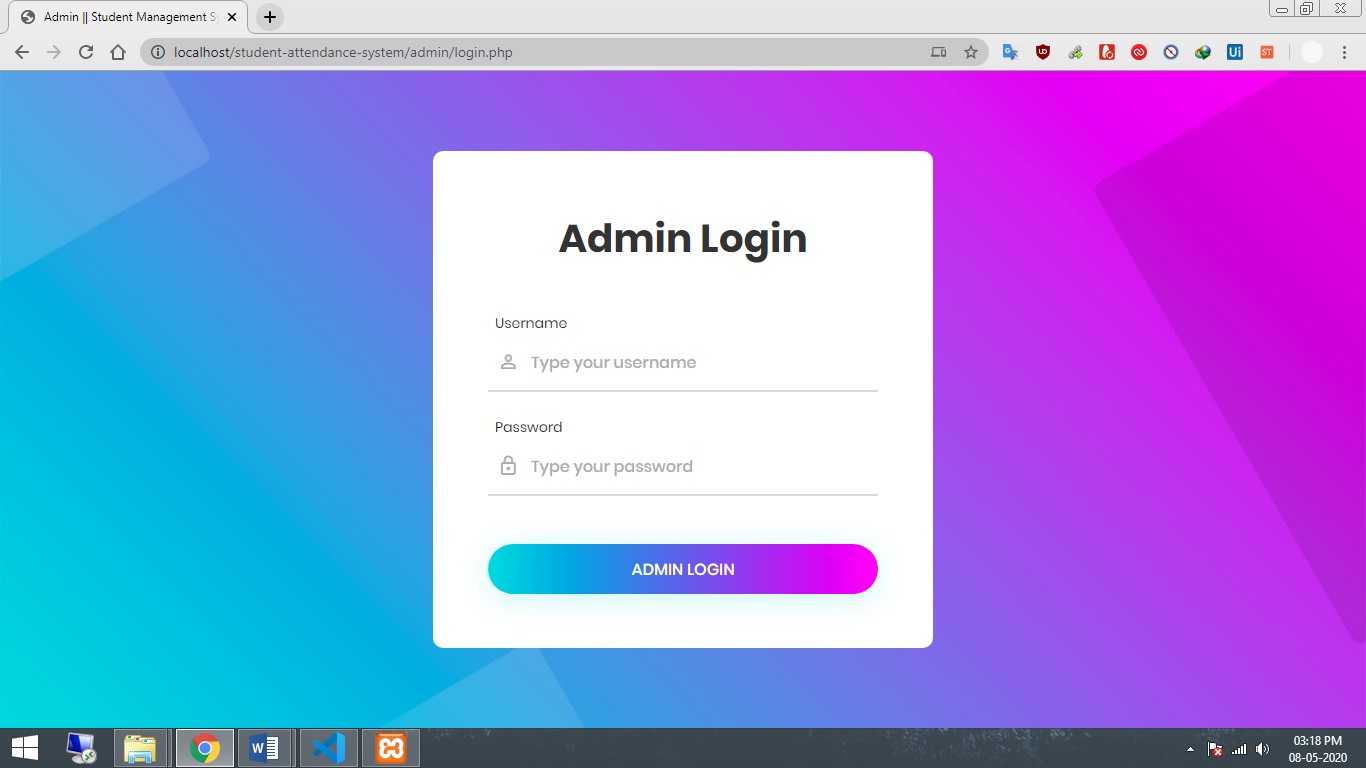 Admin || Student Management S
localhost/student-attendance-system/admin/login.php
Admin Login
Username
Type your username
Password
Type your password
ADMIN LOGIN
03:18 PM
08-05-2020